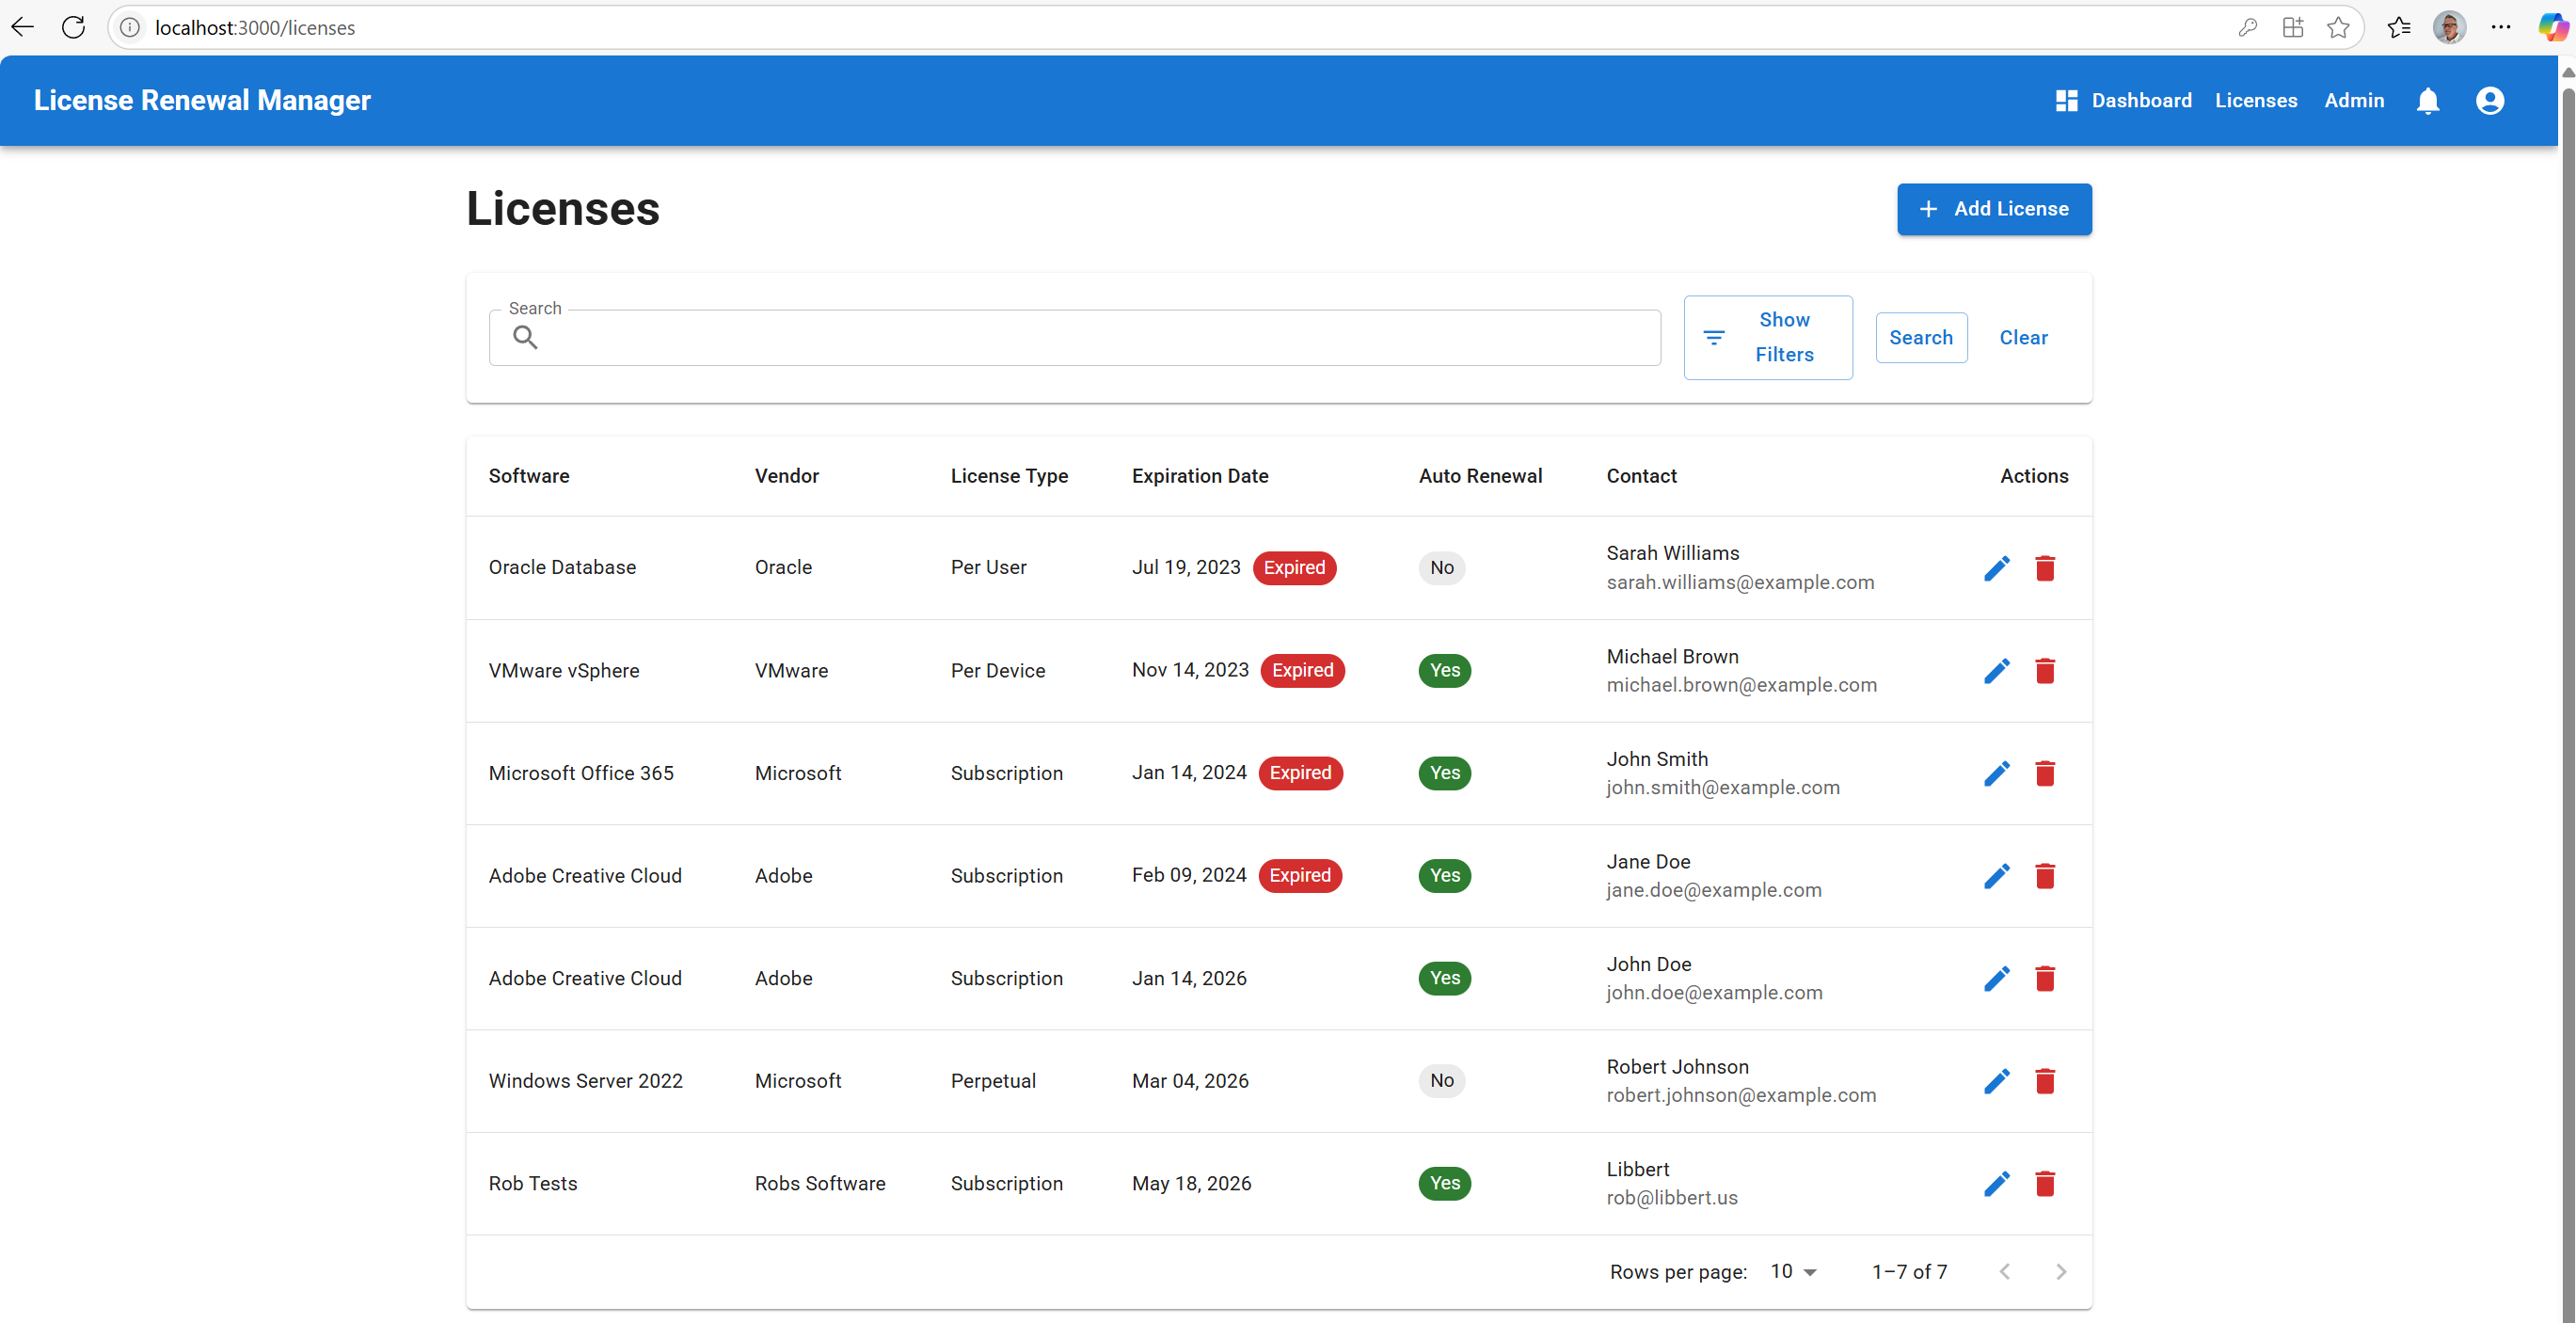 localhost:3000/licenses
License Renewal Manager
Dashboard Licenses Admin
Licenses
Add License
Search
Show Filters
Search
Clear
Software Vendor License Type Expiration Date Auto Renewal Contact Actions
Oracle Database Oracle Per User Jul 19, 2023 Expired No Sarah Williams
sarah.williams@example.com
VMware vSphere VMware Per Device Nov 14, 2023 Expired Yes Michael Brown
michael.brown@example.com
Microsoft Office 365 Microsoft Subscription Jan 14, 2024 Expired Yes John Smith
john.smith@example.com
Adobe Creative Cloud Adobe Subscription Feb 09, 2024 Expired Yes Jane Doe
jane.doe@example.com
Adobe Creative Cloud Adobe Subscription Jan 14, 2026 Yes John Doe
john.doe@example.com
Windows Server 2022 Microsoft Perpetual Mar 04, 2026 No Robert Johnson
robert.johnson@example.com
Rob Tests Robs Software Subscription May 18, 2026 Yes Libbert
rob@libbert.us
Rows per page: 10 1–7 of 7